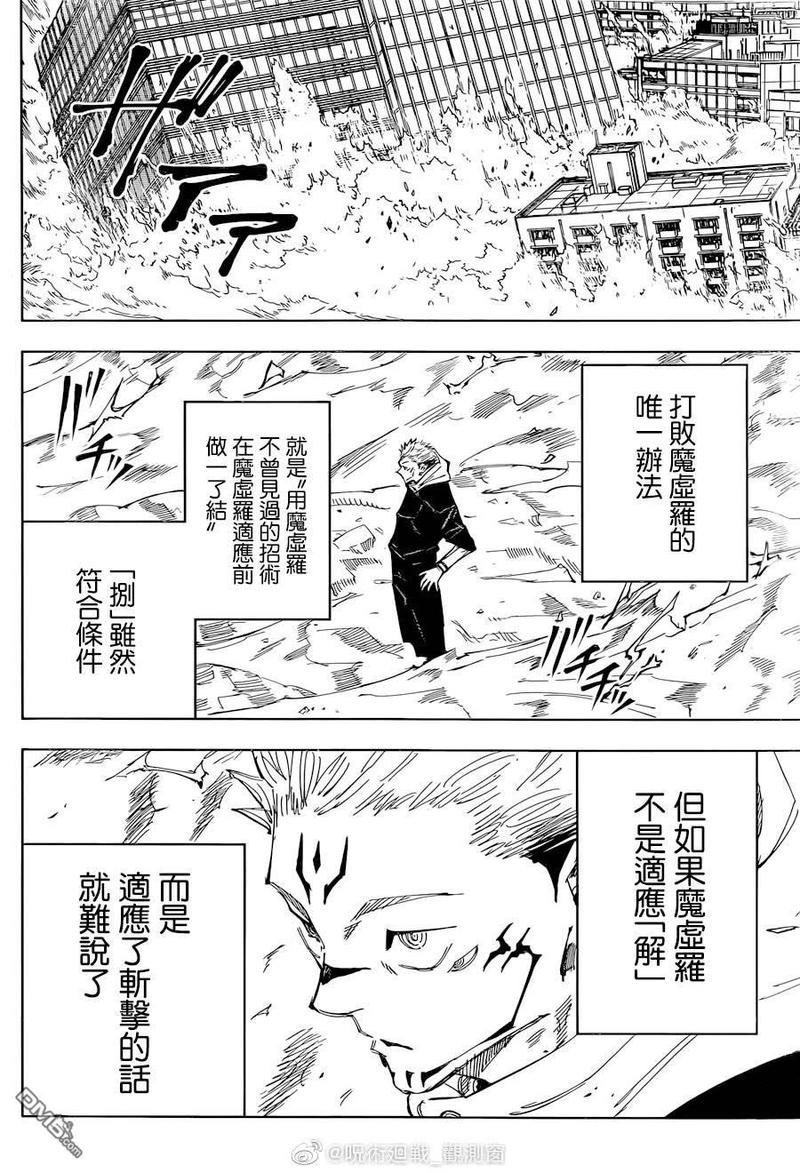 ザザァァ
打敗魔虛羅的
唯一辦法
就是“用魔虛羅
不曾見過的招術
在魔虛羅適應前
做一了結”
「捌」雖然
符合條件
チチ
チチ
但如果魔虛羅
不是適應「解」
而是
適應了斬擊的話
就難說了
@呪術廻戰_觀測窗